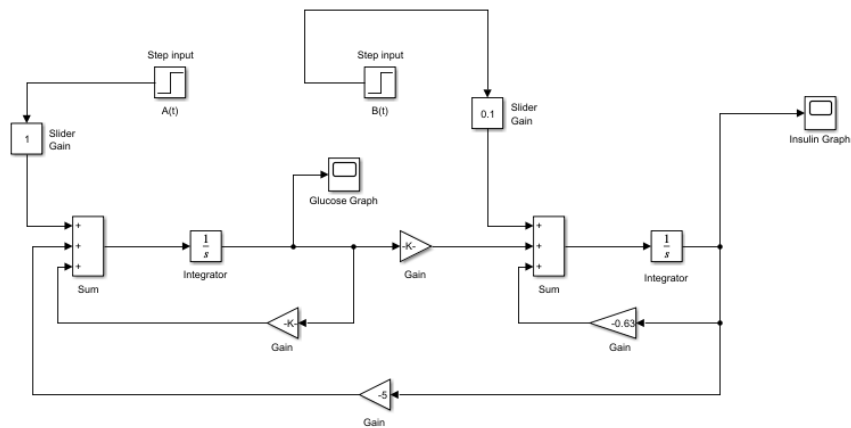 Step input
A(t)
Step input
B(t)
1
Slider
Gain
0.1
Slider
Gain
Insulin Graph
Glucose Graph
+
+
+
Sum
1
s
Integrator
-K-
Gain
+
+
+
Sum
1
s
Integrator
-K-
Gain
-0.63
Gain
-5
Gain